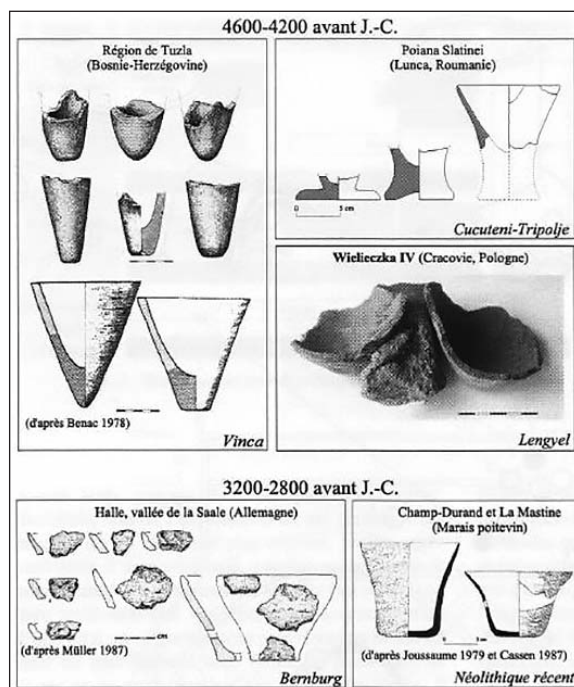 4600-4200 avant J.-C.
Région de Tuzla
(Bosnie-Herzégovine)
(d'après Benac 1978)
Vinca
Poiana Slatinei
(Lunca, Roumanie)
0 5 cm
Cucuteni-Tripolje
Wieliczka IV (Cracovie, Pologne)
Lengyel
3200-2800 avant J.-C.
Halle, vallée de la Saale (Allemagne)
cm
(d'après Müller 1987)
Bernburg
Champ-Durand et La Mastine
(Marais poitevin)
(d'après Joussaume 1979 et Cassen 1987)
Néolithique récent